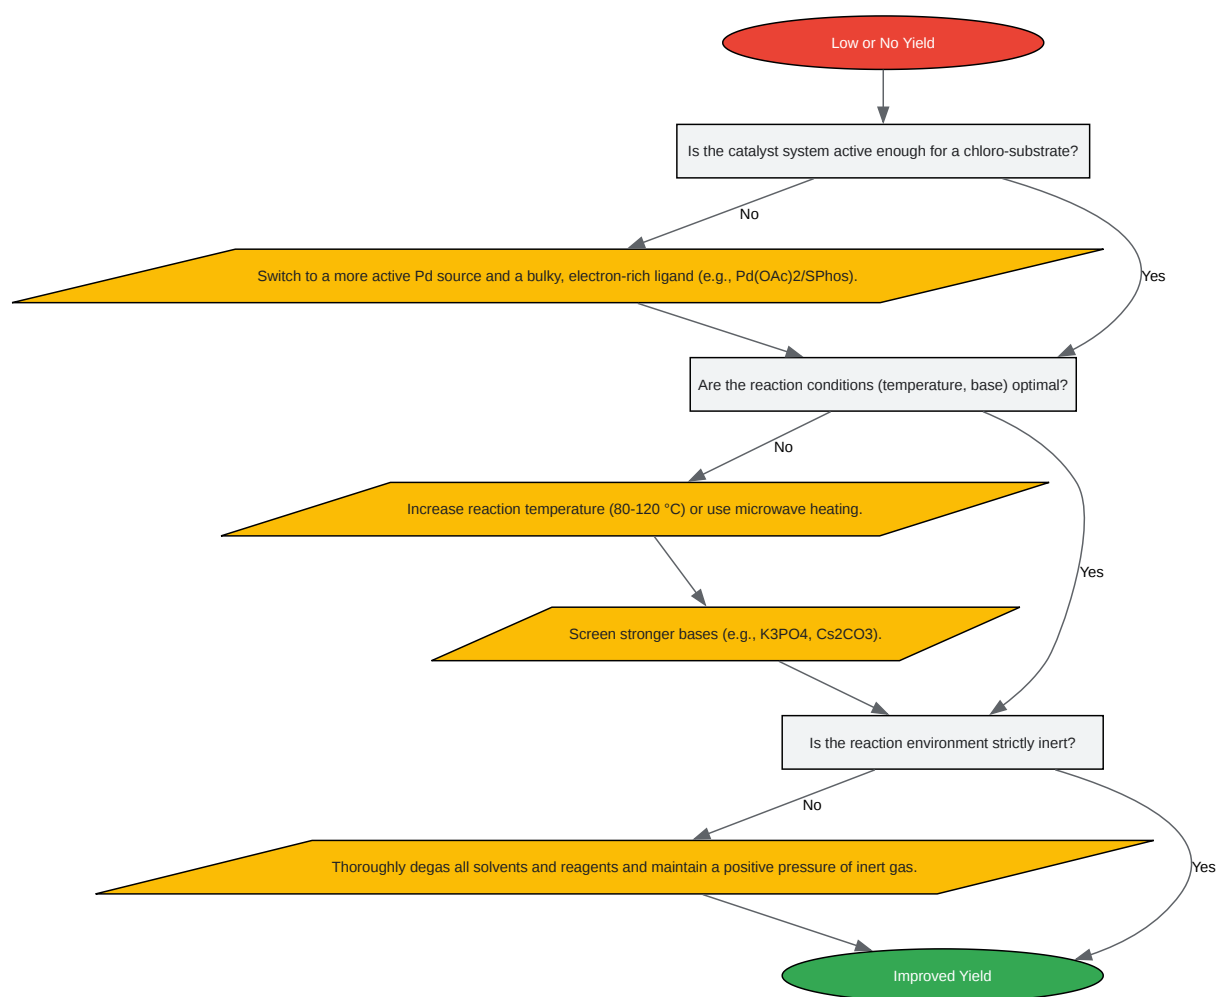 Low or No Yield
Is the catalyst system active enough for a chloro-substrate?
No
Switch to a more active Pd source and a bulky, electron-rich ligand (e.g., Pd(OAc)2/SPhos).
Yes
Are the reaction conditions (temperature, base) optimal?
No
Increase reaction temperature (80-120 °C) or use microwave heating.
Yes
Screen stronger bases (e.g., K3PO4, Cs2CO3).
Is the reaction environment strictly inert?
No
Thoroughly degas all solvents and reagents and maintain a positive pressure of inert gas.
Yes
Improved Yield